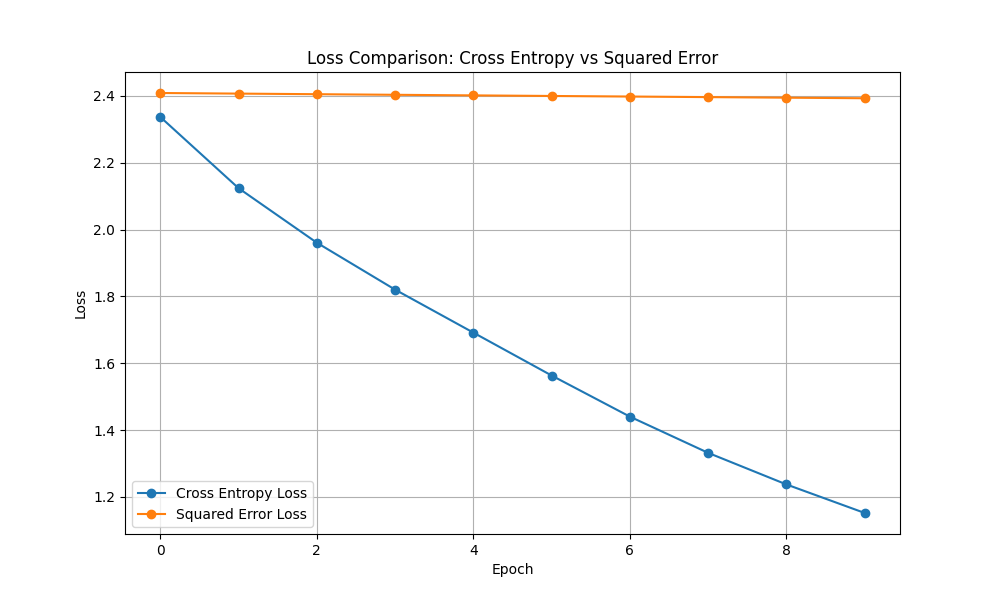 Loss Comparison: Cross Entropy vs Squared Error
2.4
2.2
2.0
1.8
1.6
1.4
1.2
Loss
Cross Entropy Loss
Squared Error Loss
0 2 4 6 8
Epoch